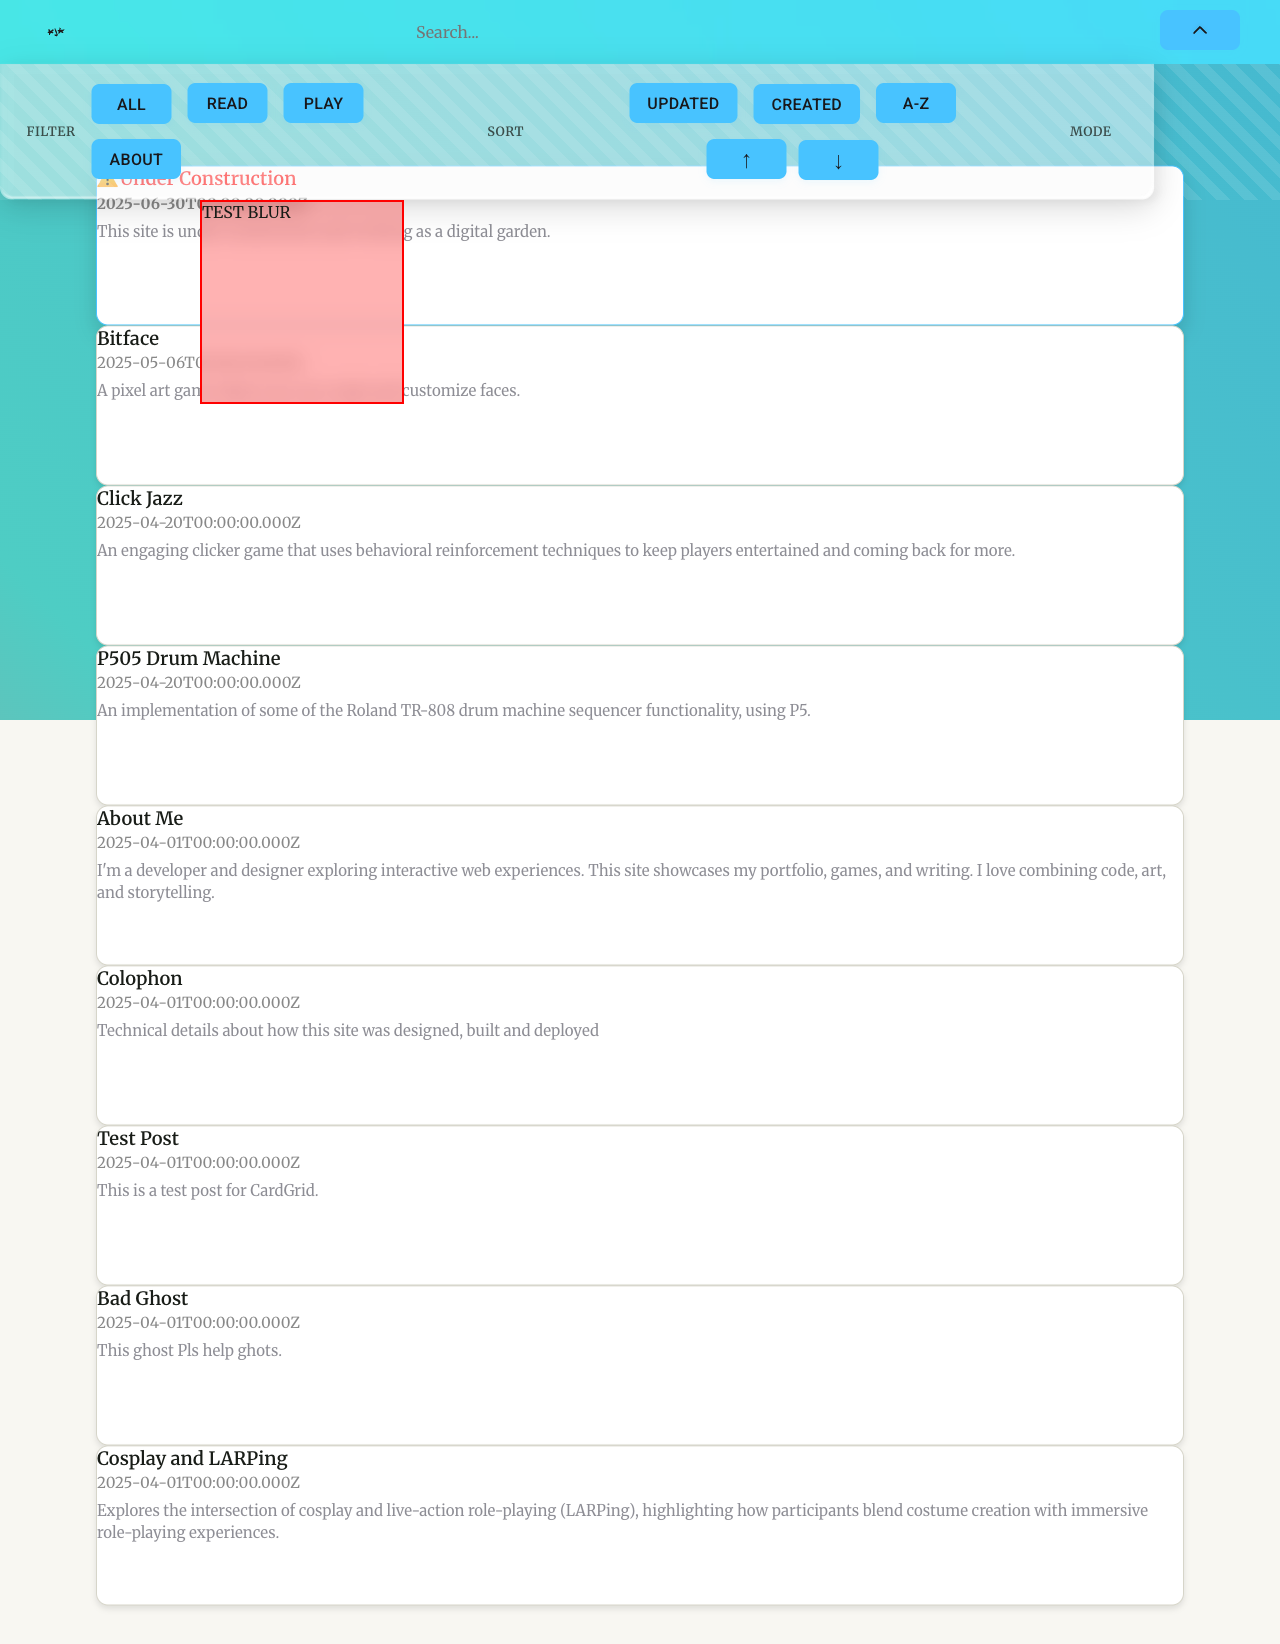 Search...
ALL READ PLAY
UPDATED CREATED A-Z
FILTER
SORT
MODE
ABOUT
↑ ↓
⚠️Under Construction
2025-06-30T00:00:00.000Z
TEST BLUR
This site is un g as a digital garden.
Bitface
2025-05-06T0
A pixel art gam customize faces.
Click Jazz
2025-04-20T00:00:00.000Z
An engaging clicker game that uses behavioral reinforcement techniques to keep players entertained and coming back for more.
P505 Drum Machine
2025-04-20T00:00:00.000Z
An implementation of some of the Roland TR-808 drum machine sequencer functionality, using P5.
About Me
2025-04-01T00:00:00.000Z
I'm a developer and designer exploring interactive web experiences. This site showcases my portfolio, games, and writing. I love combining code, art,
and storytelling.
Colophon
2025-04-01T00:00:00.000Z
Technical details about how this site was designed, built and deployed
Test Post
2025-04-01T00:00:00.000Z
This is a test post for CardGrid.
Bad Ghost
2025-04-01T00:00:00.000Z
This ghost Pls help ghots.
Cosplay and LARPing
2025-04-01T00:00:00.000Z
Explores the intersection of cosplay and live-action role-playing (LARPing), highlighting how participants blend costume creation with immersive
role-playing experiences.